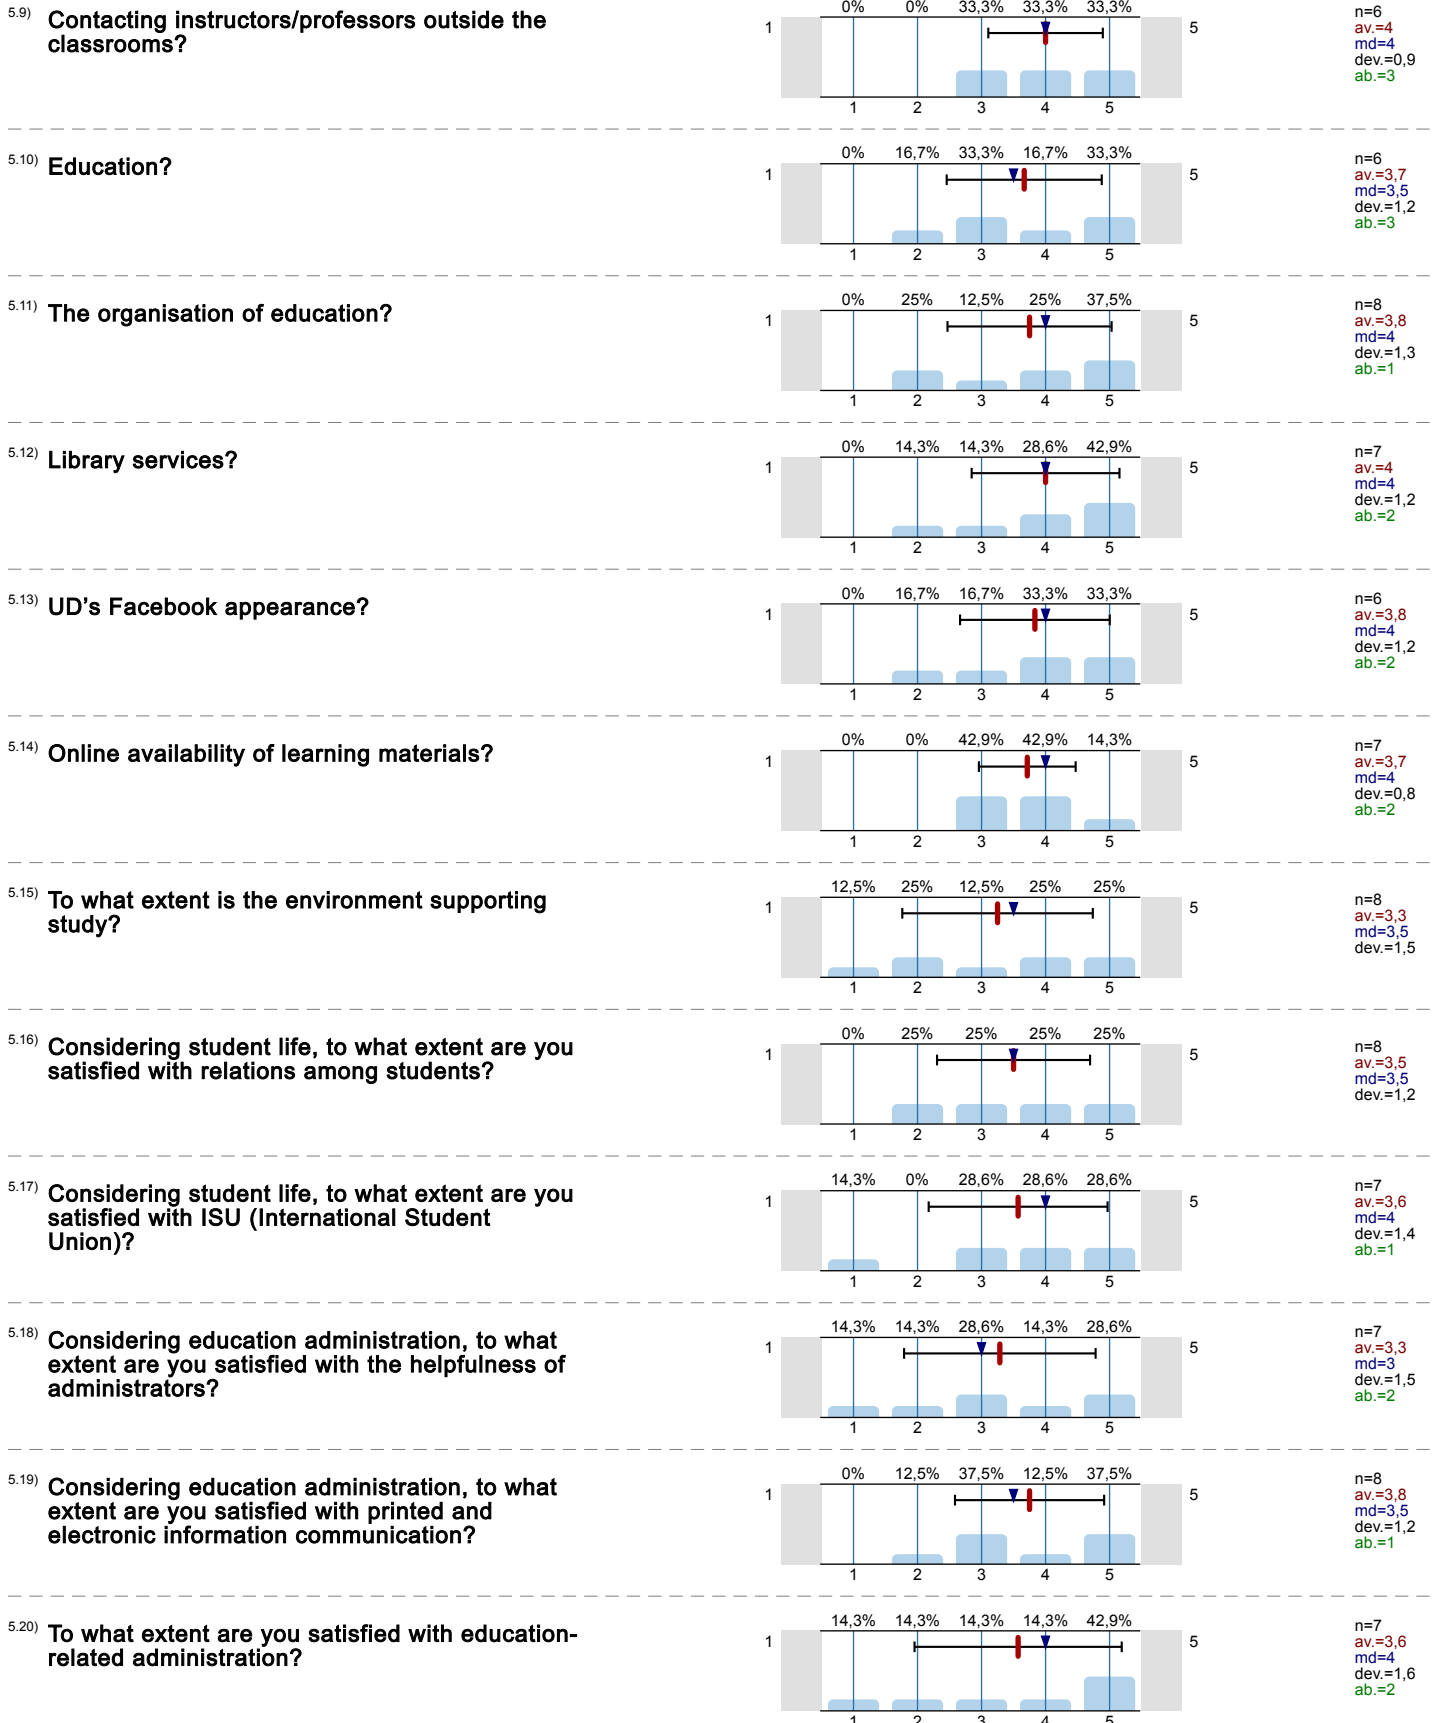 5.9) Contacting instructors/professors outside the
classrooms?
0% 0% 33,3% 33,3% 33,3%
1 5
1 2 3 4 5
n=6
av.=4
md=4
dev.=0,9
ab.=3
5.10) Education?
0% 16,7% 33,3% 16,7% 33,3%
1 5
1 2 3 4 5
n=6
av.=3,7
md=3,5
dev.=1,2
ab.=3
5.11) The organisation of education?
0% 25% 12,5% 25% 37,5%
1 5
1 2 3 4 5
n=8
av.=3,8
md=4
dev.=1,3
ab.=1
5.12) Library services?
0% 14,3% 14,3% 28,6% 42,9%
1 5
1 2 3 4 5
n=7
av.=4
md=4
dev.=1,2
ab.=2
5.13) UD's Facebook appearance?
0% 16,7% 16,7% 33,3% 33,3%
1 5
1 2 3 4 5
n=6
av.=3,8
md=4
dev.=1,2
ab.=2
5.14) Online availability of learning materials?
0% 0% 42,9% 42,9% 14,3%
1 5
1 2 3 4 5
n=7
av.=3,7
md=4
dev.=0,8
ab.=2
5.15) To what extent is the environment supporting
study?
12,5% 25% 12,5% 25% 25%
1 5
1 2 3 4 5
n=8
av.=3,3
md=3,5
dev.=1,5
5.16) Considering student life, to what extent are you
satisfied with relations among students?
0% 25% 25% 25% 25%
1 5
1 2 3 4 5
n=8
av.=3,5
md=3,5
dev.=1,2
5.17) Considering student life, to what extent are you
satisfied with ISU (International Student
Union)?
14,3% 0% 28,6% 28,6% 28,6%
1 5
1 2 3 4 5
n=7
av.=3,6
md=4
dev.=1,4
ab.=1
5.18) Considering education administration, to what
extent are you satisfied with the helpfulness of
administrators?
14,3% 14,3% 28,6% 14,3% 28,6%
1 5
1 2 3 4 5
n=7
av.=3,3
md=3
dev.=1,5
ab.=2
5.19) Considering education administration, to what
extent are you satisfied with printed and
electronic information communication?
0% 12,5% 37,5% 12,5% 37,5%
1 5
1 2 3 4 5
n=8
av.=3,8
md=3,5
dev.=1,2
ab.=1
5.20) To what extent are you satisfied with education-
related administration?
14,3% 14,3% 14,3% 14,3% 42,9%
1 5
1 2 3 4 5
n=7
av.=3,6
md=4
dev.=1,6
ab.=2